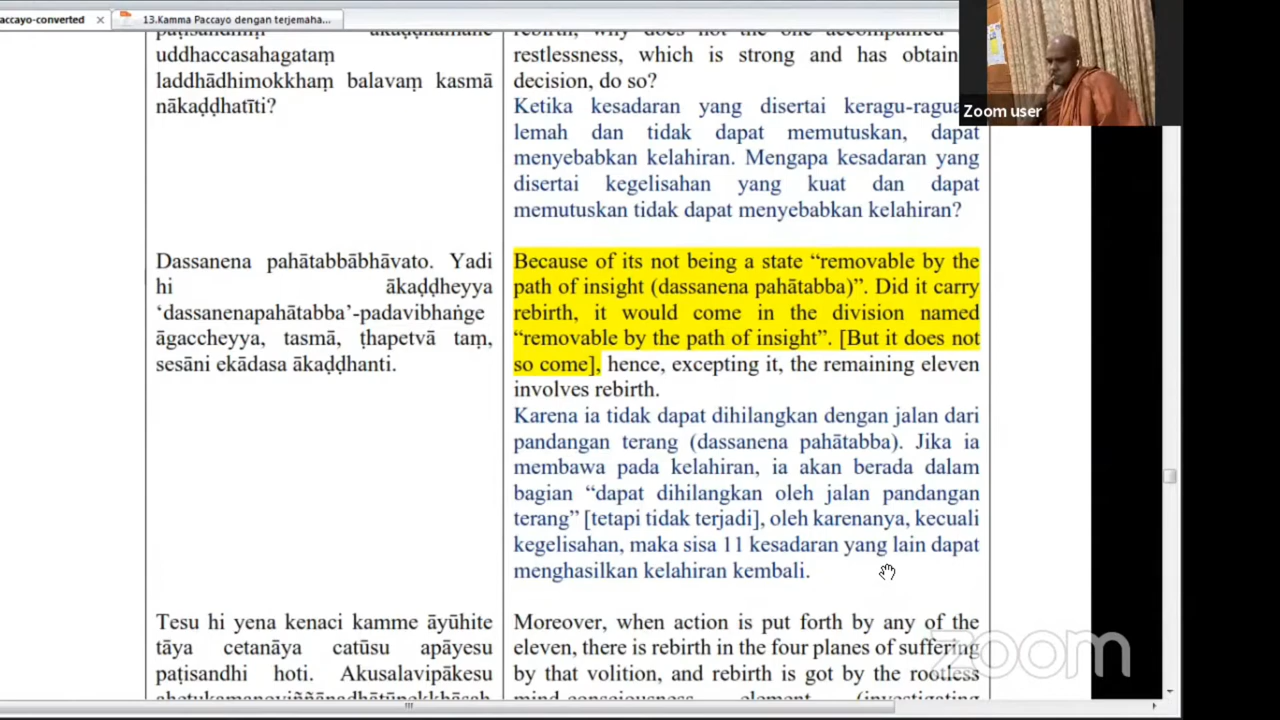 accayo-converted
13.Kamma Paccayo dengan terjemaha...
uddhaccasahagataṃ
laddhādhimokkhaṃ balavaṃ kasmā
nākaḍḍhatīti?
restlessness, which is strong and has obtain
decision, do so?
Ketika kesadaran yang disertai keragu-ragua
lemah dan tidak dapat memutuskan, dapat
menyebabkan kelahiran. Mengapa kesadaran yang
disertai kegelisahan yang kuat dan dapat
memutuskan tidak dapat menyebabkan kelahiran?
Zoom user
Dassanena pahātabbābhāvato. Yadi
hi ākaḍḍheyya
‘dassanenapahātabba’-padavibhaṅge
āgaccheyya, tasmā, ṭhapetvā taṃ,
sesāni ekādasa ākaḍḍhanti.
Because of its not being a state “removable by the
path of insight (dassanena pahātabba)”. Did it carry
rebirth, it would come in the division named
“removable by the path of insight”. [But it does not
so come], hence, excepting it, the remaining eleven
involves rebirth.
Karena ia tidak dapat dihilangkan dengan jalan dari
pandangan terang (dassanena pahātabba). Jika ia
membawa pada kelahiran, ia akan berada dalam
bagian “dapat dihilangkan oleh jalan pandangan
terang” [tetapi tidak terjadi], oleh karenanya, kecuali
kegelisahan, maka sisa 11 kesadaran yang lain dapat
menghasilkan kelahiran kembali.
Tesu hi yena kenaci kamme āyūhite
tāya cetanāya catūsu apāyesu
paṭisandhi hoti. Akusalavipākesu
Moreover, when action is put forth by any of the
eleven, there is rebirth in the four planes of suffering
by that volition, and rebirth is got by the rootless
zoom